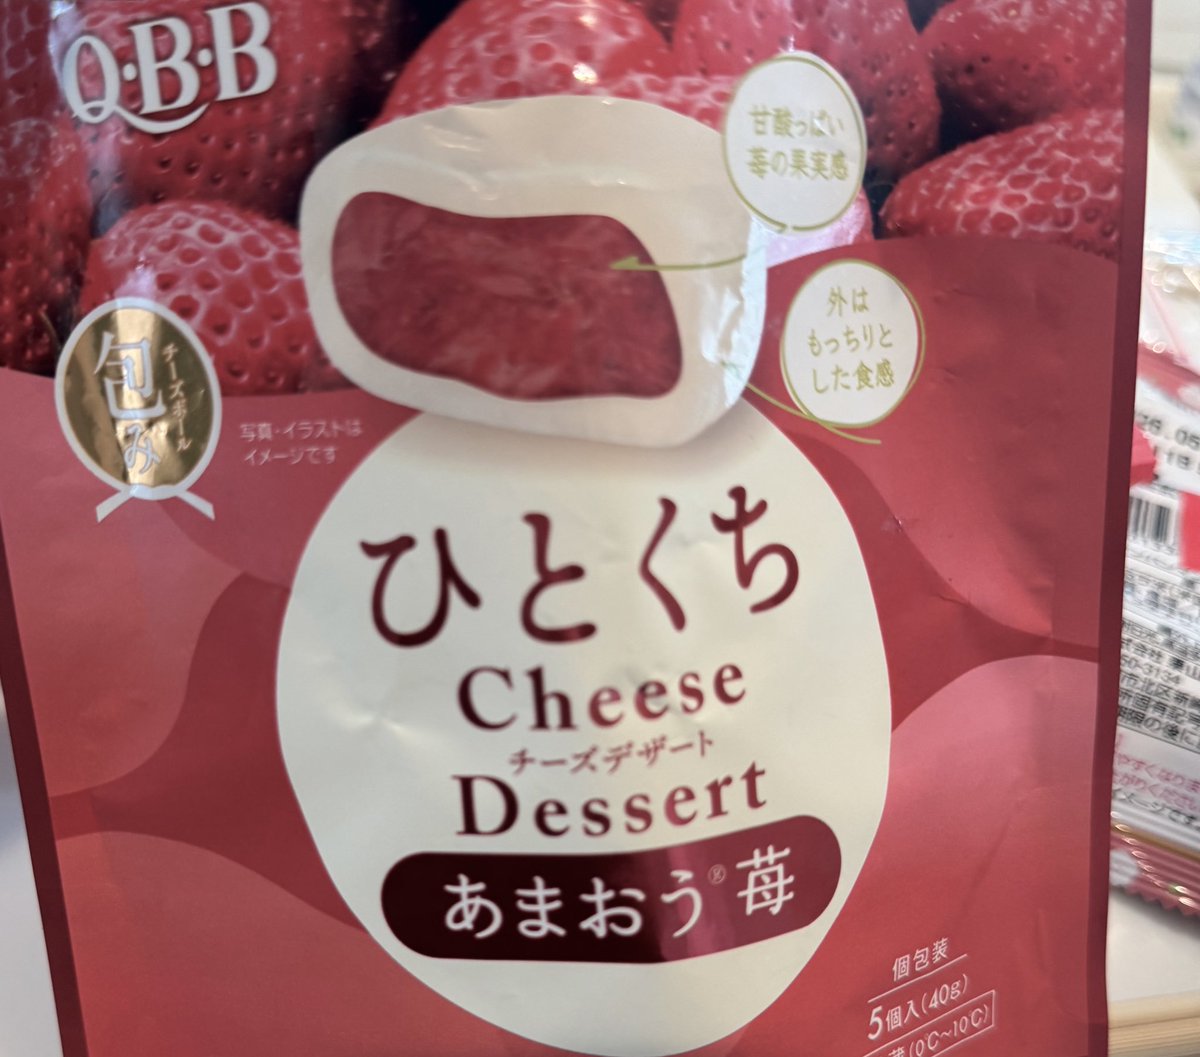 Q·B·B
甘酸っぱい
苺の果実感
外は
もっちりと
した食感
チーズボール
包み
写真・イラストは
イメージです
ひとくち
Cheese
チーズデザート
Dessert
あまおう®苺
個包装
5個入(40g)
(0℃~10℃)